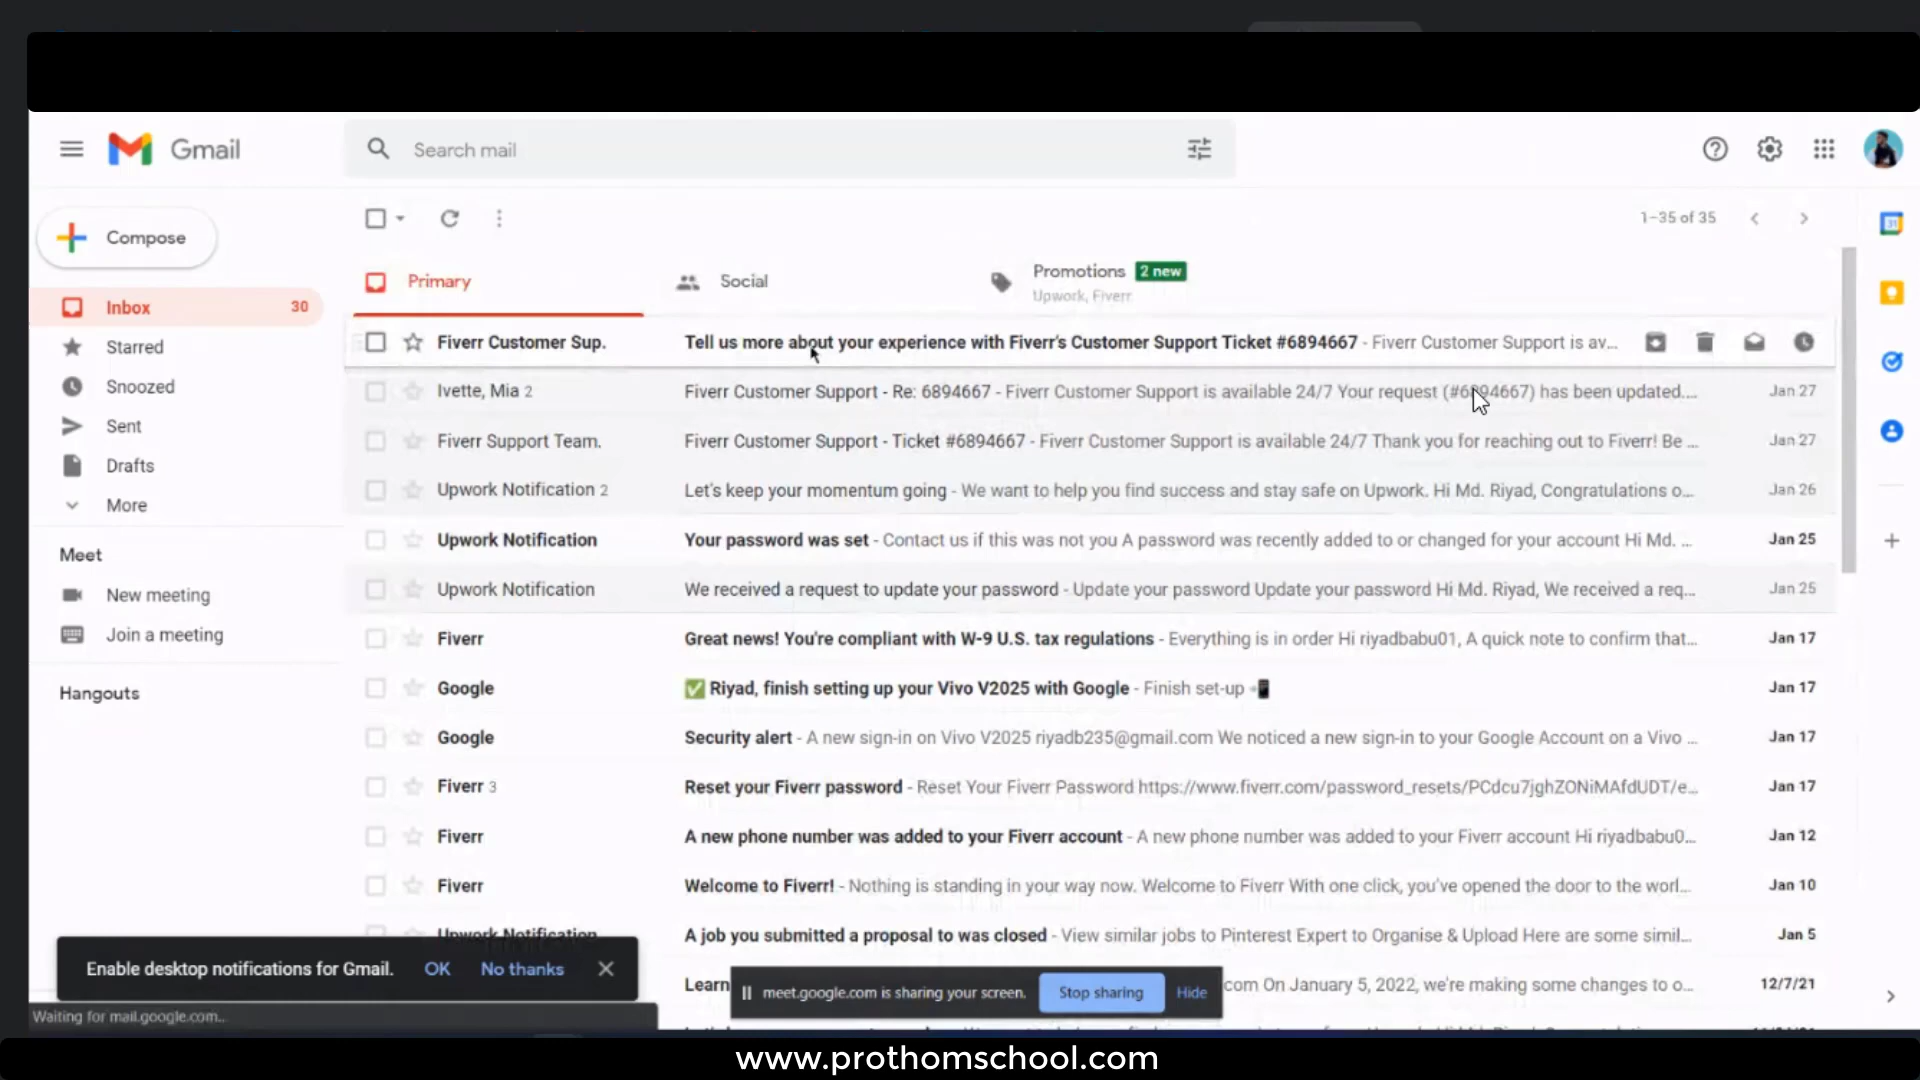 Gmail
Search mail
Compose
1–35 of 35
Primary
Social
Promotions 2 new
Upwork, Fiverr
Inbox 30
Starred
Snoozed
Sent
Drafts
More
Meet
New meeting
Join a meeting
Hangouts
Fiverr Customer Sup. Tell us more about your experience with Fiverr's Customer Support Ticket #6894667 - Fiverr Customer Support is av...
Ivette, Mia 2 Fiverr Customer Support - Re: 6894667 - Fiverr Customer Support is available 24/7 Your request (#6894667) has been updated.... Jan 27
Fiverr Support Team. Fiverr Customer Support - Ticket #6894667 - Fiverr Customer Support is available 24/7 Thank you for reaching out to Fiverr! Be ... Jan 27
Upwork Notification 2 Let's keep your momentum going - We want to help you find success and stay safe on Upwork. Hi Md. Riyad, Congratulations o... Jan 26
Upwork Notification Your password was set - Contact us if this was not you A password was recently added to or changed for your account Hi Md. ... Jan 25
Upwork Notification We received a request to update your password - Update your password Update your password Hi Md. Riyad, We received a req... Jan 25
Fiverr Great news! You're compliant with W-9 U.S. tax regulations - Everything is in order Hi riyadbabu01, A quick note to confirm that... Jan 17
Google ✅ Riyad, finish setting up your Vivo V2025 with Google - Finish set-up 📲 Jan 17
Google Security alert - A new sign-in on Vivo V2025 riyadb235@gmail.com We noticed a new sign-in to your Google Account on a Vivo ... Jan 17
Fiverr 3 Reset your Fiverr password - Reset Your Fiverr Password https://www.fiverr.com/password_resets/PCdcu7jghZONiMAfdUDT/e... Jan 17
Fiverr A new phone number was added to your Fiverr account - A new phone number was added to your Fiverr account Hi riyadbabu0... Jan 12
Fiverr Welcome to Fiverr! - Nothing is standing in your way now. Welcome to Fiverr With one click, you've opened the door to the worl... Jan 10
Upwork Notification A job you submitted a proposal to was closed - View similar jobs to Pinterest Expert to Organise & Upload Here are some simil... Jan 5
Learn com On January 5, 2022, we're making some changes to o... 12/7/21
Enable desktop notifications for Gmail. OK No thanks
meet.google.com is sharing your screen. Stop sharing Hide
Waiting for mail.google.com...
www.prothomschool.com